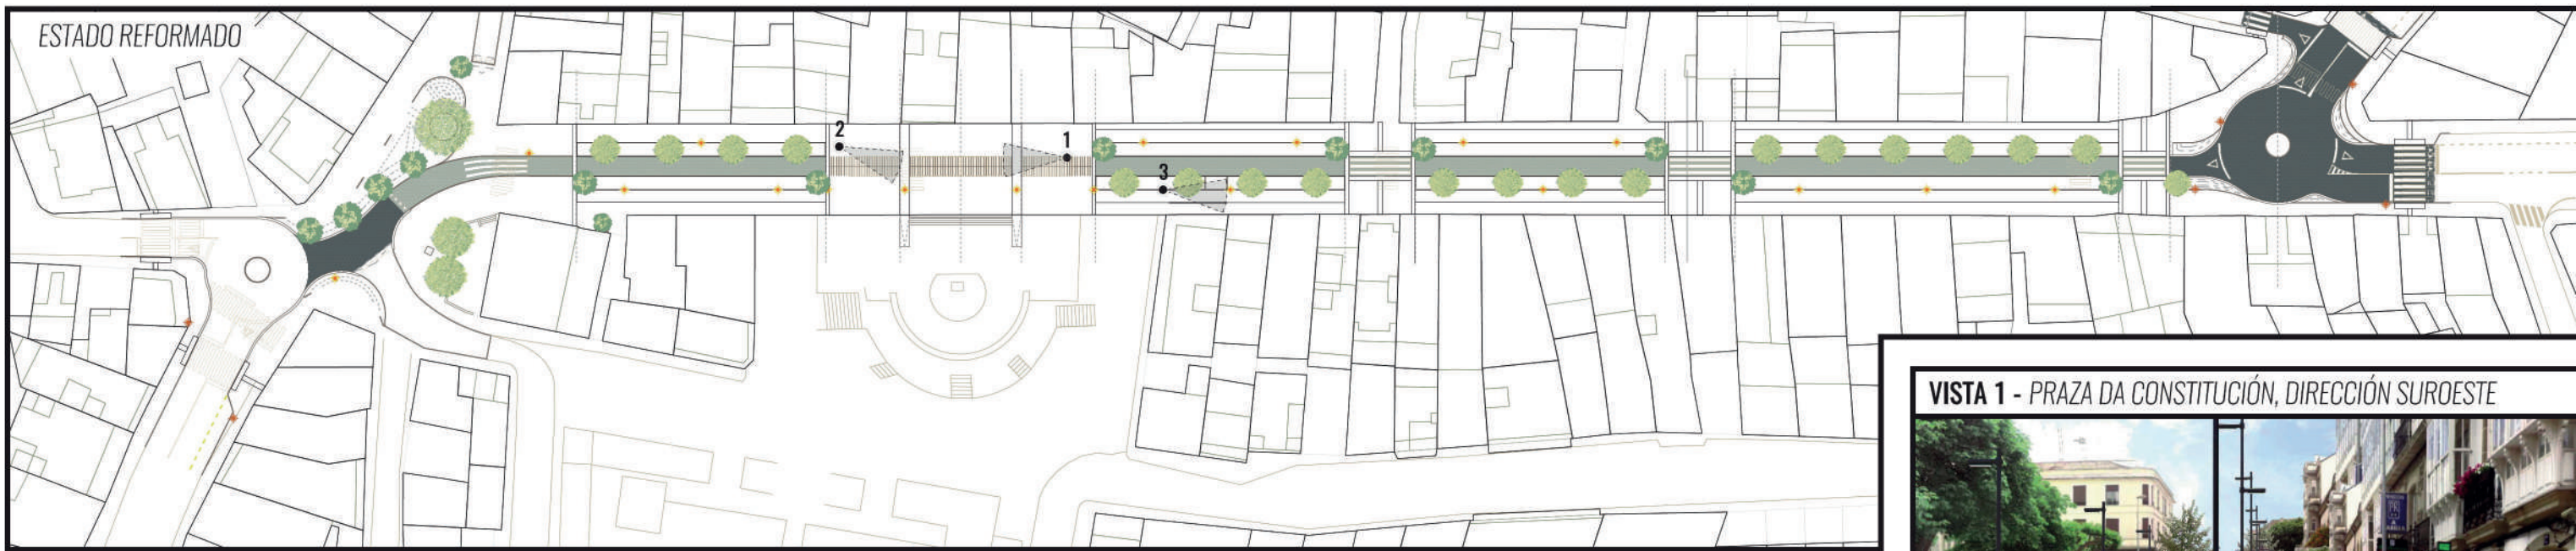 ESTADO REFORMADO
2
1
3
VISTA 1 - PRAZA DA CONSTITUCIÓN, DIRECCIÓN SUROESTE